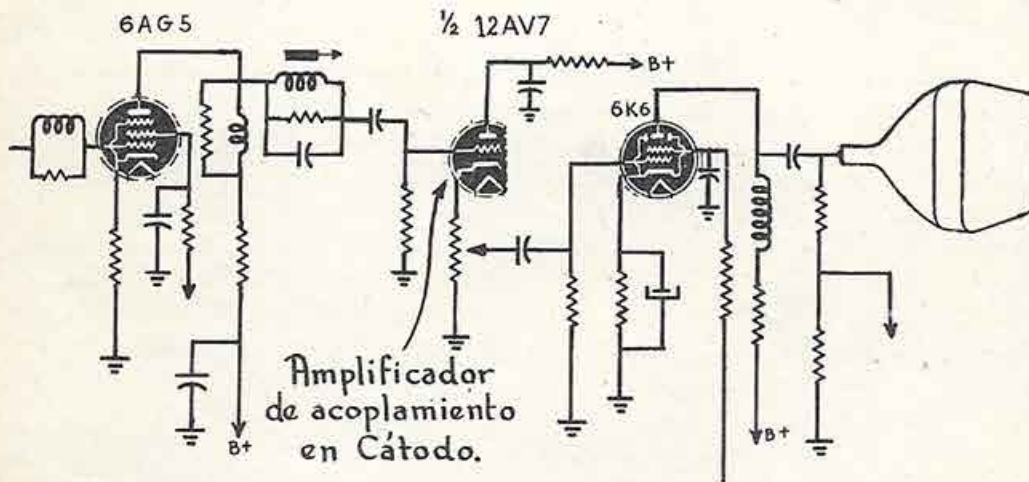 6AG5
½ 12AV7
B+
6K6
Amplificador
de acoplamiento
en Cátodo.
B+
B+